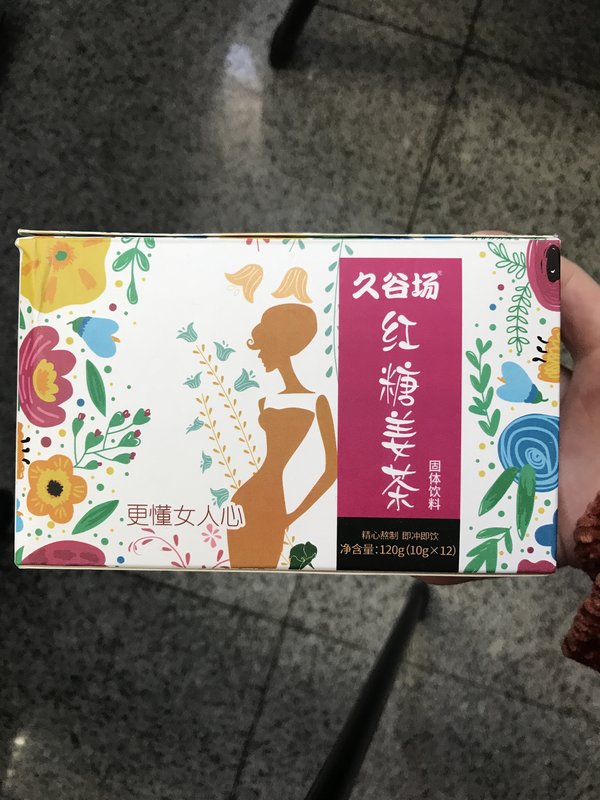 久谷场
红糖姜茶
固体饮料
更懂女人心
精心熬制 即冲即饮
净含量:120g(10g×12)